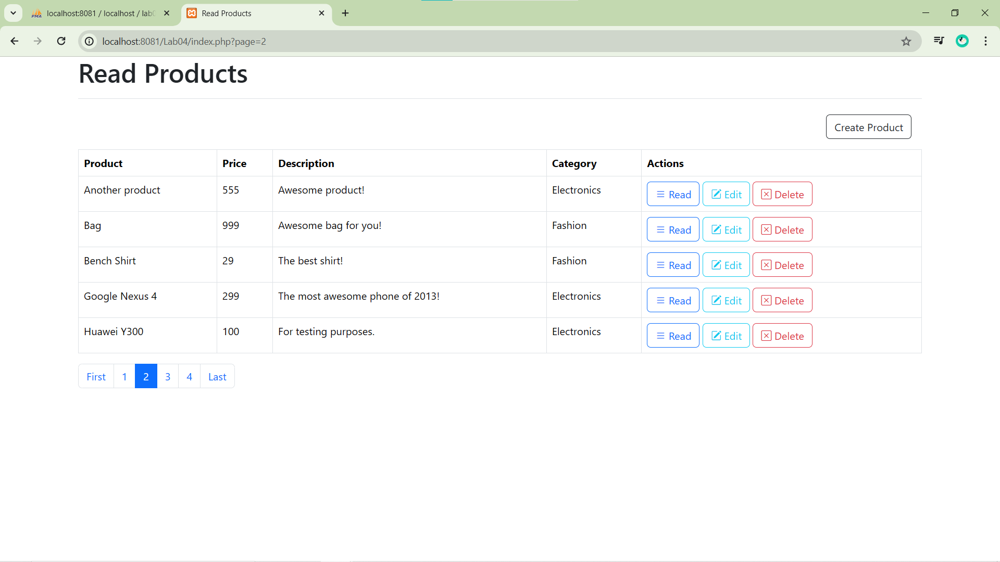 localhost:8081 / localhost / lab0
Read Products
localhost:8081/Lab04/index.php?page=2
Read Products
Create Product
Product Price Description Category Actions
Another product 555 Awesome product! Electronics Read Edit Delete
Bag 999 Awesome bag for you! Fashion Read Edit Delete
Bench Shirt 29 The best shirt! Fashion Read Edit Delete
Google Nexus 4 299 The most awesome phone of 2013! Electronics Read Edit Delete
Huawei Y300 100 For testing purposes. Electronics Read Edit Delete
First 1 2 3 4 Last